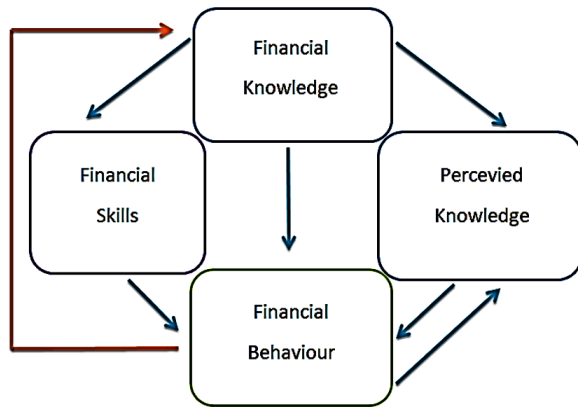 Financial
Knowledge
Financial
Skills
Percevied
Knowledge
Financial
Behaviour